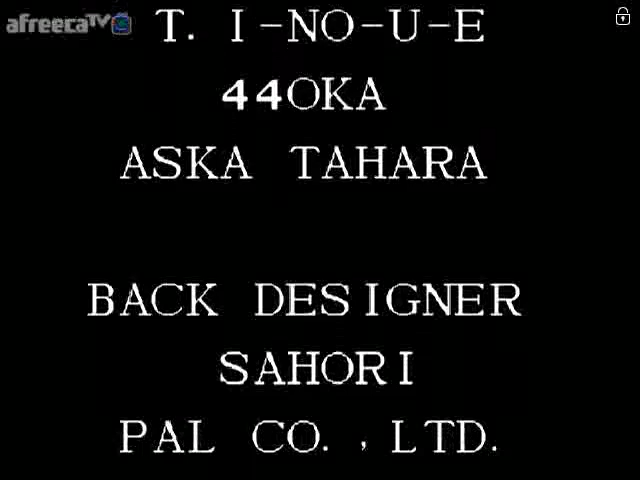 afreecaTV
T. I-NO-U-E
44OKA
ASKA TAHARA
BACK DESIGNER
SAHORI
PAL CO.,LTD.